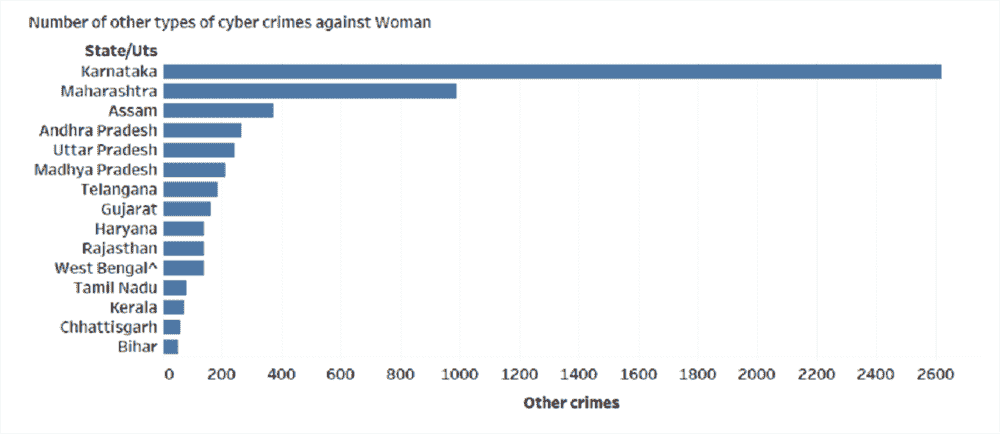 Number of other types of cyber crimes against Woman
State/Uts
Karnataka
Maharashtra
Assam
Andhra Pradesh
Uttar Pradesh
Madhya Pradesh
Telangana
Gujarat
Haryana
Rajasthan
West Bengal^
Tamil Nadu
Kerala
Chhattisgarh
Bihar
0 200 400 600 800 1000 1200 1400 1600 1800 2000 2200 2400 2600
Other crimes